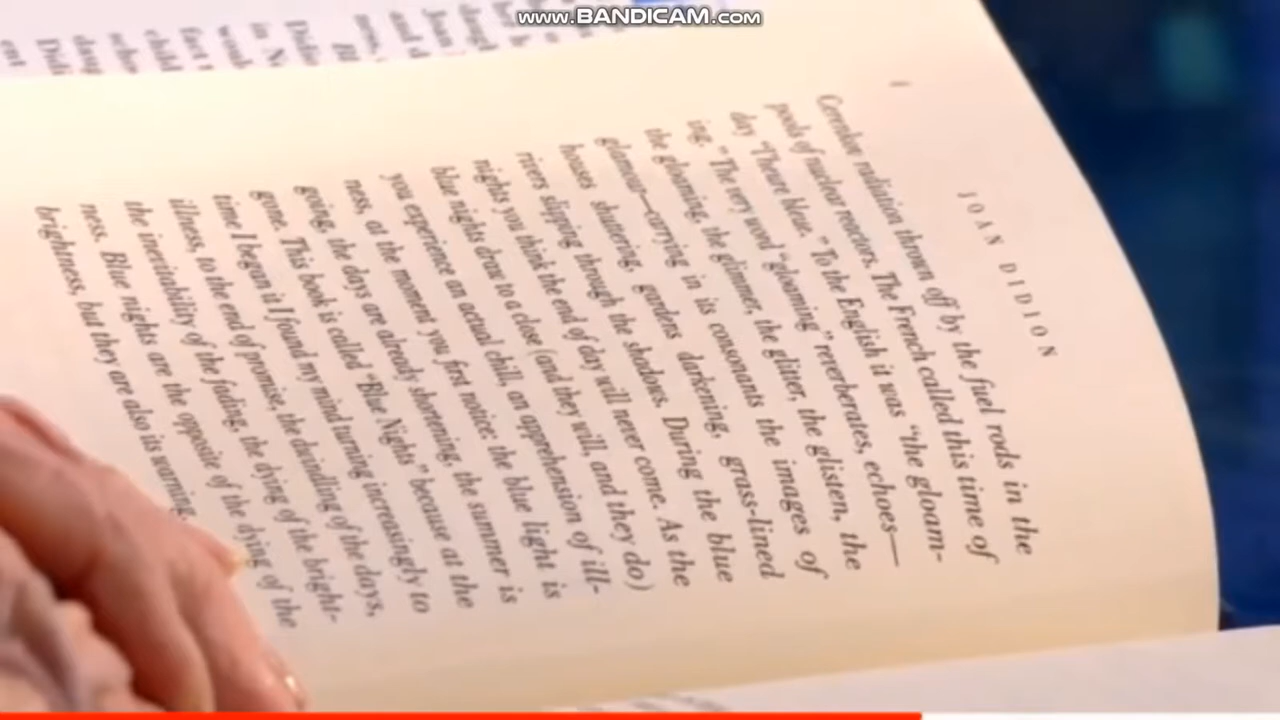 www.BANDICAM.com
JOAN DIDION
Cerenkov radiation thrown off by the fuel rods in the
pools of nuclear reactors. The French called this time of
day "l'heure bleue." To the English it was "the gloam-
ing." The very word "gloaming" reverberates, echoes—
the gloaming, the glimmer, the glitter, the glisten, the
glamour—carrying in its consonants the images of
houses shuttering, gardens darkening, grass-lined
rivers slipping through the shadows. During the blue
nights you think the end of day will never come. As the
blue nights draw to a close (and they will, and they do)
you experience an actual chill, an apprehension of ill-
ness, at the moment you first notice: the blue light is
going, the days are already shortening, the summer is
gone. This book is called "Blue Nights" because at the
time I began it I found my mind turning increasingly to
illness, to the end of promise, the dwindling of the days,
the inevitability of the fading, the dying of the bright-
ness. Blue nights are the opposite of the dying of the
brightness, but they are also its warning.